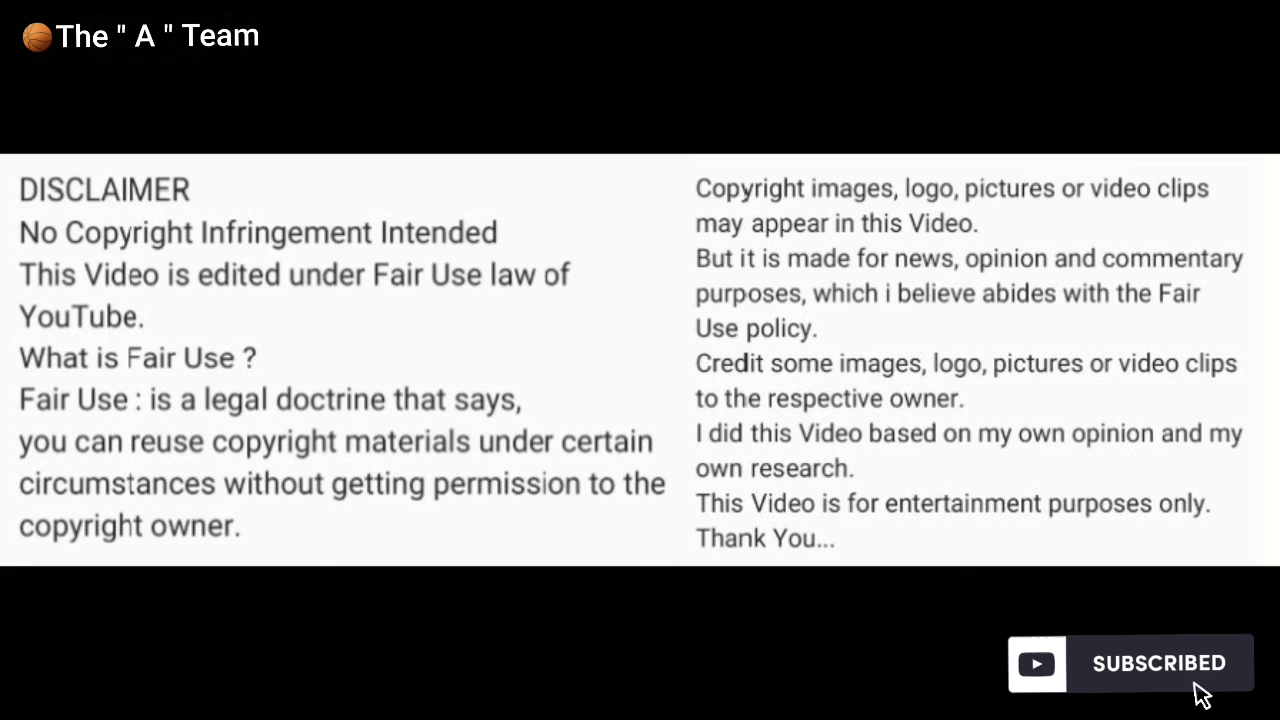 🏀The " A " Team
DISCLAIMER
No Copyright Infringement Intended
This Video is edited under Fair Use law of
YouTube.
What is Fair Use ?
Fair Use : is a legal doctrine that says,
you can reuse copyright materials under certain
circumstances without getting permission to the
copyright owner.
Copyright images, logo, pictures or video clips
may appear in this Video.
But it is made for news, opinion and commentary
purposes, which i believe abides with the Fair
Use policy.
Credit some images, logo, pictures or video clips
to the respective owner.
I did this Video based on my own opinion and my
own research.
This Video is for entertainment purposes only.
Thank You...
SUBSCRIBED